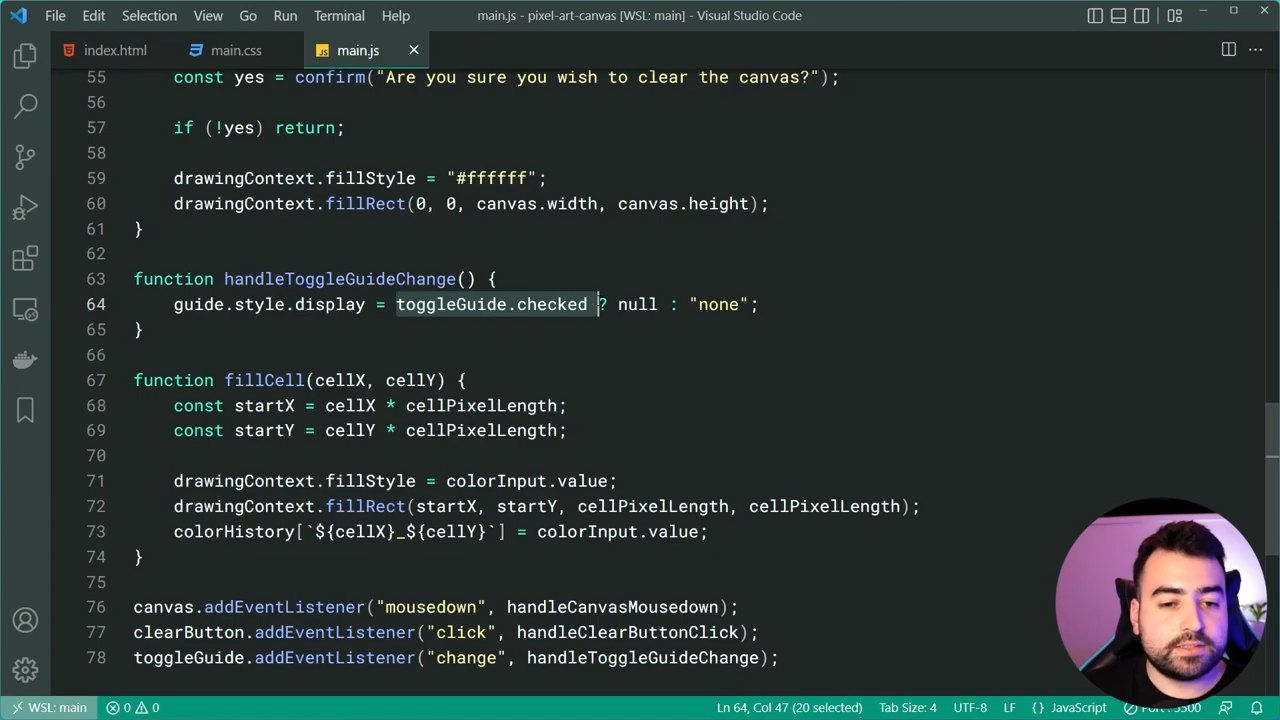 File Edit Selection View Go Run Terminal Help main.js - pixel-art-canvas [WSL: main] - Visual Studio Code
index.html main.css JS main.js
55 const yes = confirm("Are you sure you wish to clear the canvas?");
56
57 if (!yes) return;
58
59 drawingContext.fillStyle = "#ffffff";
60 drawingContext.fillRect(0, 0, canvas.width, canvas.height);
61 }
62
63 function handleToggleGuideChange() {
64 guide.style.display = toggleGuide.checked ? null : "none";
65 }
66
67 function fillCell(cellX, cellY) {
68 const startX = cellX * cellPixelLength;
69 const startY = cellY * cellPixelLength;
70
71 drawingContext.fillStyle = colorInput.value;
72 drawingContext.fillRect(startX, startY, cellPixelLength, cellPixelLength);
73 colorHistory[`${cellX}_${cellY}`] = colorInput.value;
74 }
75
76 canvas.addEventListener("mousedown", handleCanvasMousedown);
77 clearButton.addEventListener("click", handleClearButtonClick);
78 toggleGuide.addEventListener("change", handleToggleGuideChange);
WSL: main 0 0 Ln 64, Col 47 (20 selected) Tab Size: 4 UTF-8 LF {} JavaScript Port : 5500